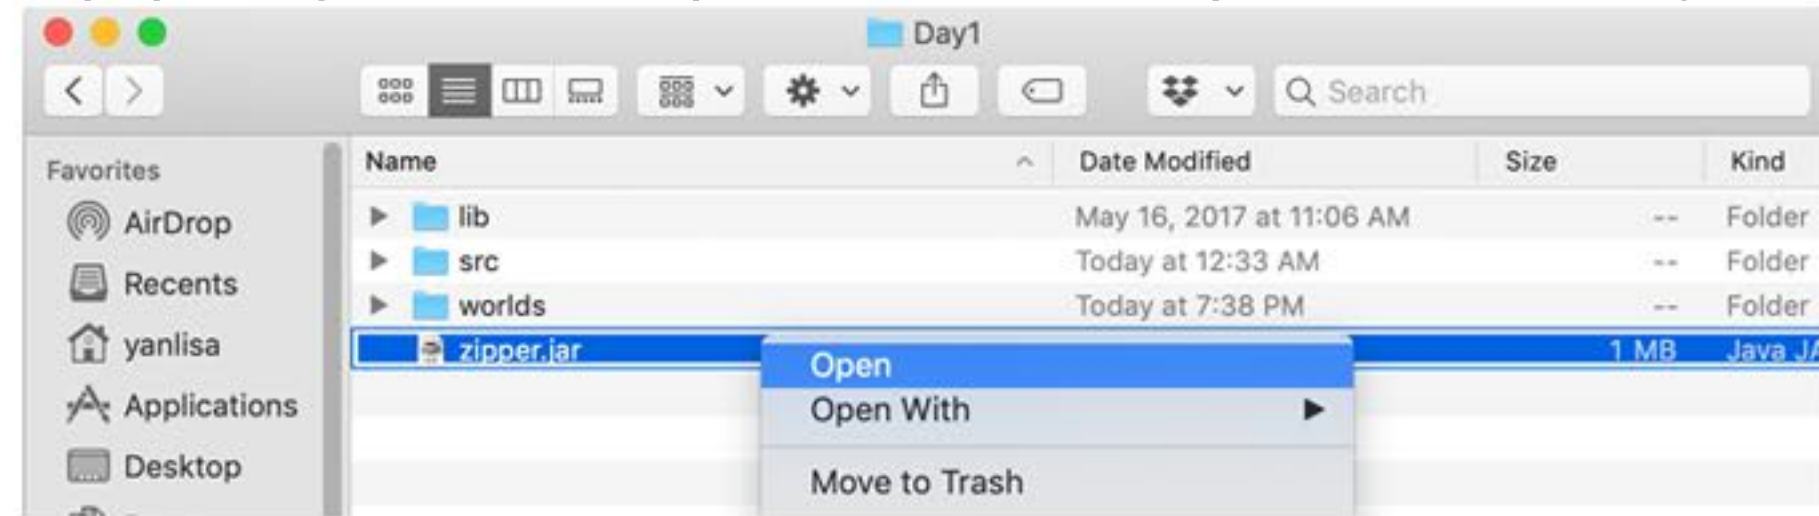 Day1
Search
Favorites
AirDrop
Recents
yanlisa
Applications
Desktop
Name Date Modified Size Kind
lib May 16, 2017 at 11:06 AM -- Folder
src Today at 12:33 AM -- Folder
worlds Today at 7:38 PM -- Folder
zipper.jar 1 MB Java JA
Open
Open With
Move to Trash